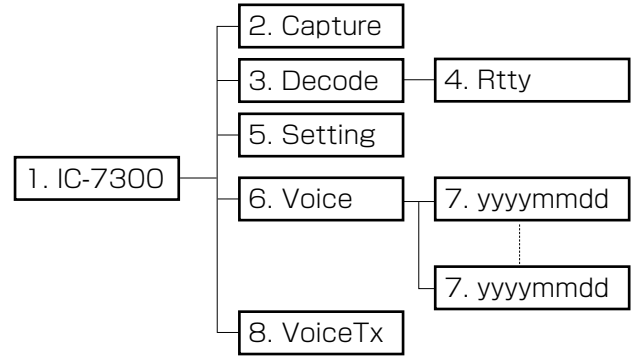 2. Capture
3. Decode
4. Rtty
5. Setting
1. IC-7300
6. Voice
7. yyyymmdd
7. yyyymmdd
8. VoiceTx